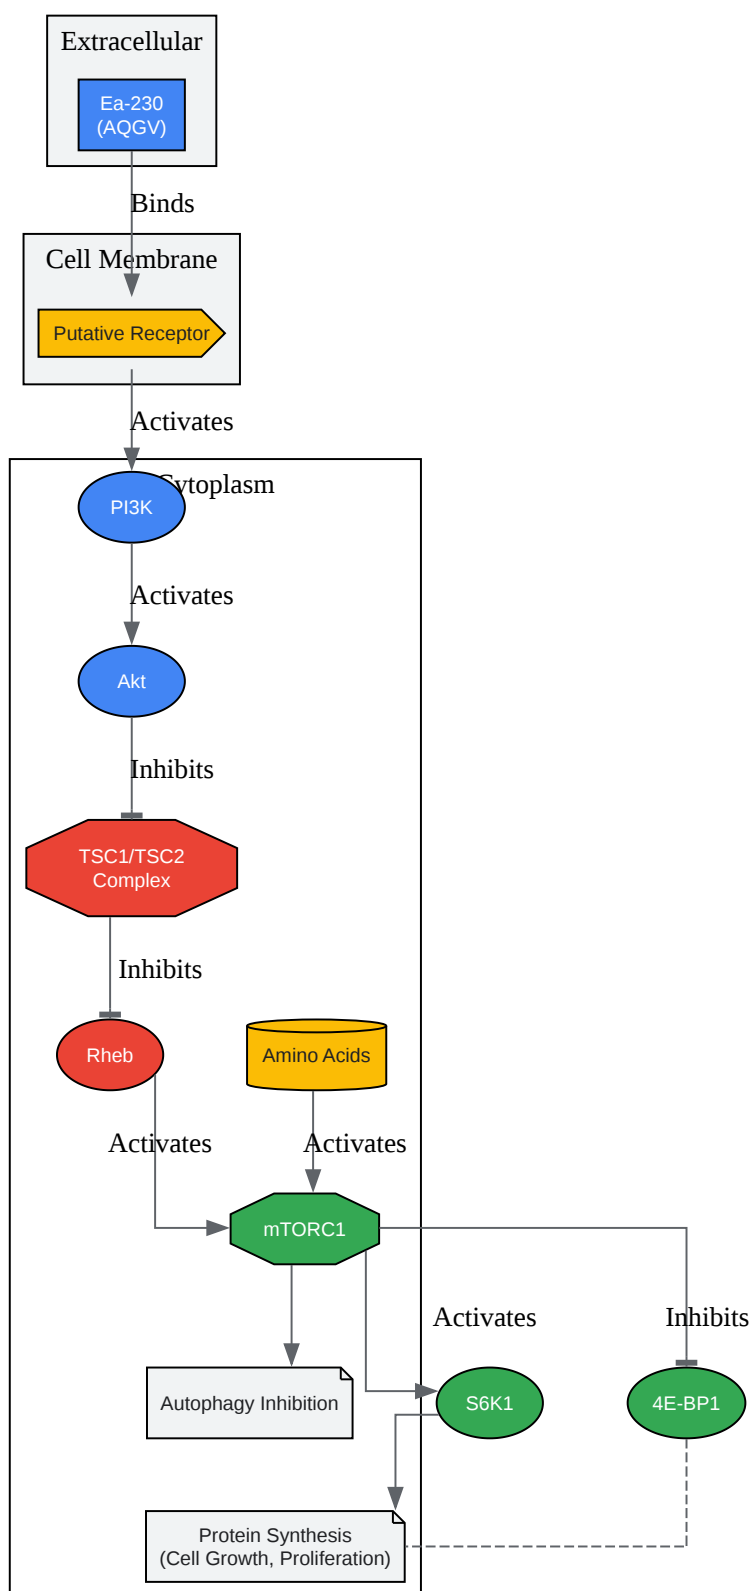 Extracellular
Ea-230
(AQGV)
Binds
Cell Membrane
Putative Receptor
Activates
Cytoplasm
PI3K
Activates
Akt
Inhibits
TSC1/TSC2
Complex
Inhibits
Rheb
Amino Acids
Activates
Activates
mTORC1
Activates
Inhibits
Autophagy Inhibition
S6K1
4E-BP1
Protein Synthesis
(Cell Growth, Proliferation)